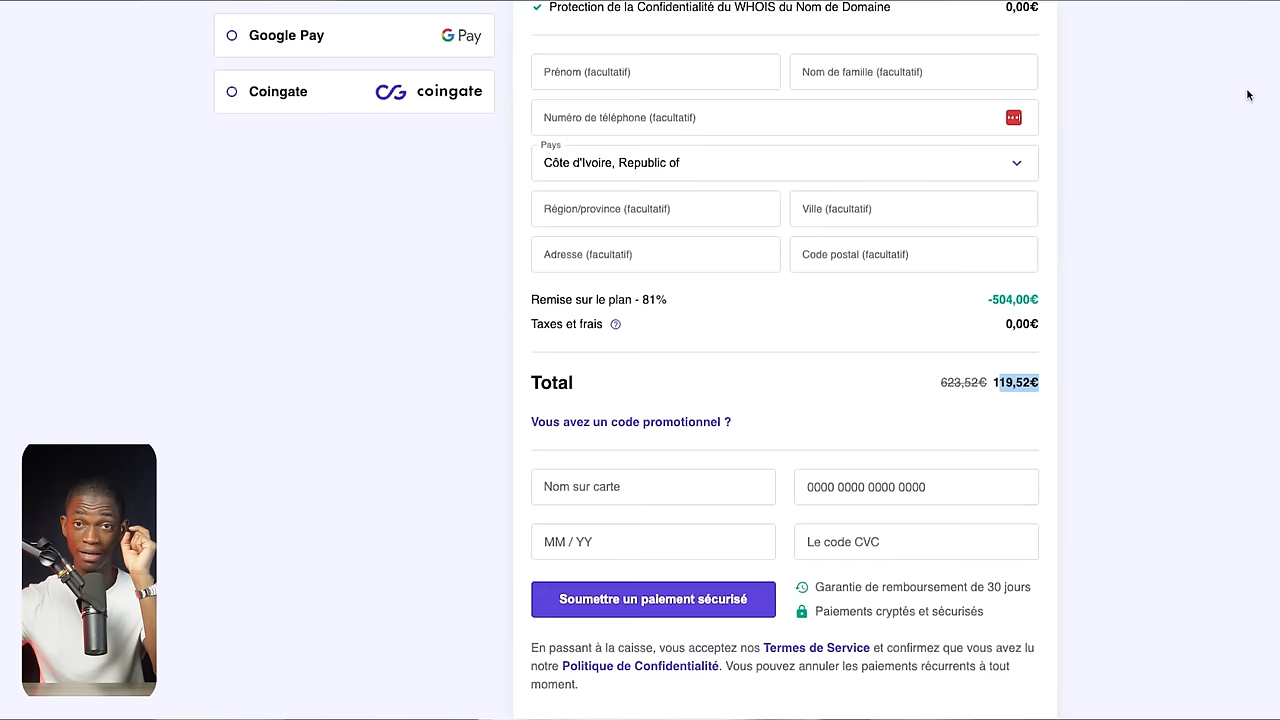 Protection de la Confidentialité du WHOIS du Nom de Domaine 0,00€
Google Pay G Pay
Coingate coingate
Prénom (facultatif) Nom de famille (facultatif)
Numéro de téléphone (facultatif)
Pays
Côte d'Ivoire, Republic of
Région/province (facultatif) Ville (facultatif)
Adresse (facultatif) Code postal (facultatif)
Remise sur le plan - 81% -504,00€
Taxes et frais 0,00€
Total 623,52€ 119,52€
Vous avez un code promotionnel ?
Nom sur carte 0000 0000 0000 0000
MM / YY Le code CVC
Soumettre un paiement sécurisé Garantie de remboursement de 30 jours
Paiements cryptés et sécurisés
En passant à la caisse, vous acceptez nos Termes de Service et confirmez que vous avez lu
notre Politique de Confidentialité. Vous pouvez annuler les paiements récurrents à tout
moment.